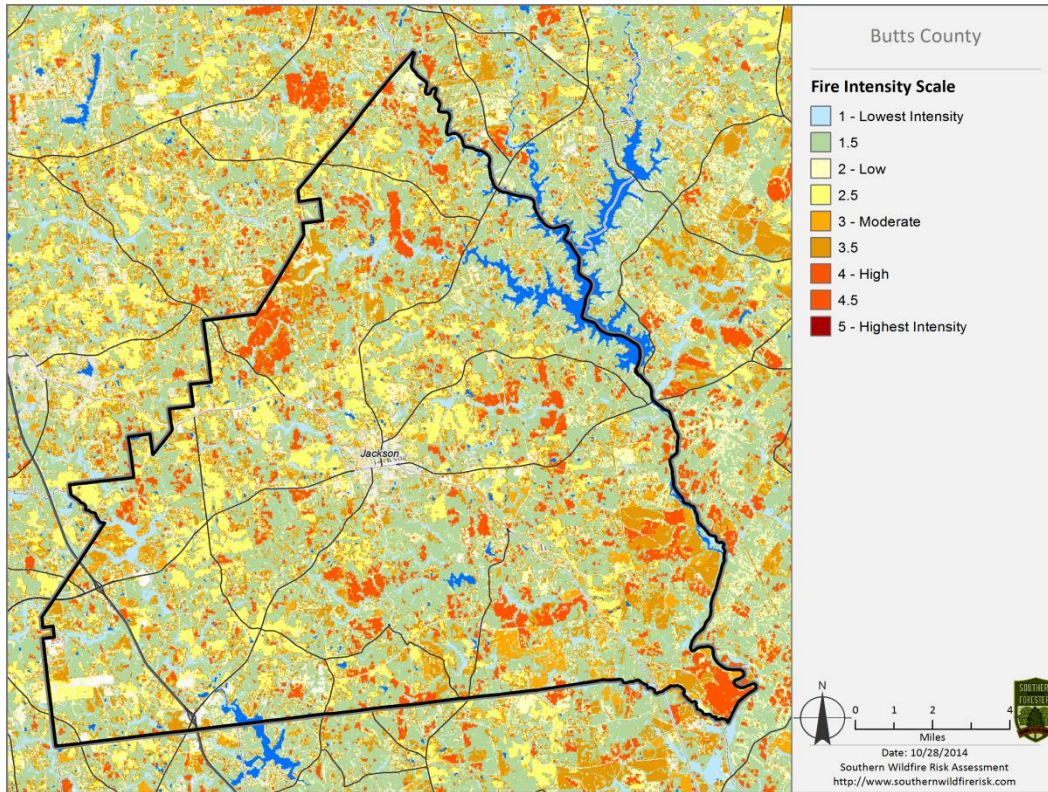 Butts County
Fire Intensity Scale
1 - Lowest Intensity
1.5
2 - Low
2.5
3 - Moderate
3.5
4 - High
4.5
5 - Highest Intensity
Jackson
N
0 1 2 4
Miles
Date: 10/28/2014
Southern Wildfire Risk Assessment
http://www.southernwildfirerisk.com
SOUTHERN